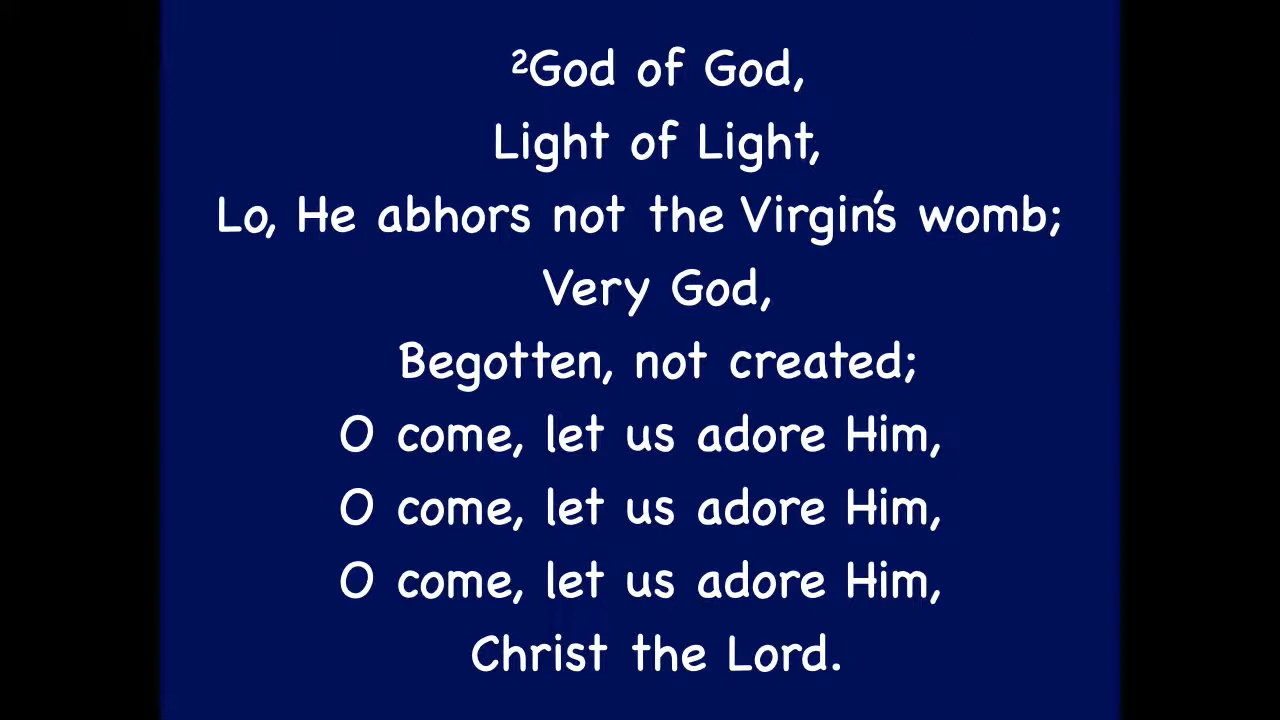 ²God of God,
Light of Light,
Lo, He abhors not the Virgin's womb;
Very God,
Begotten, not created;
O come, let us adore Him,
O come, let us adore Him,
O come, let us adore Him,
Christ the Lord.